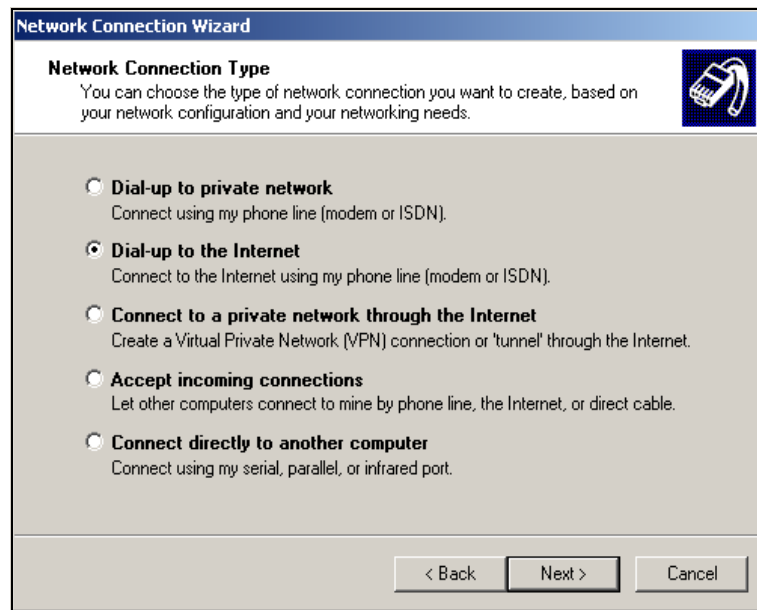 Network Connection Wizard
Network Connection Type
You can choose the type of network connection you want to create, based on
your network configuration and your networking needs.
Dial-up to private network
Connect using my phone line (modem or ISDN).
Dial-up to the Internet
Connect to the Internet using my phone line (modem or ISDN).
Connect to a private network through the Internet
Create a Virtual Private Network (VPN) connection or 'tunnel' through the Internet.
Accept incoming connections
Let other computers connect to mine by phone line, the Internet, or direct cable.
Connect directly to another computer
Connect using my serial, parallel, or infrared port.
< Back Next > Cancel